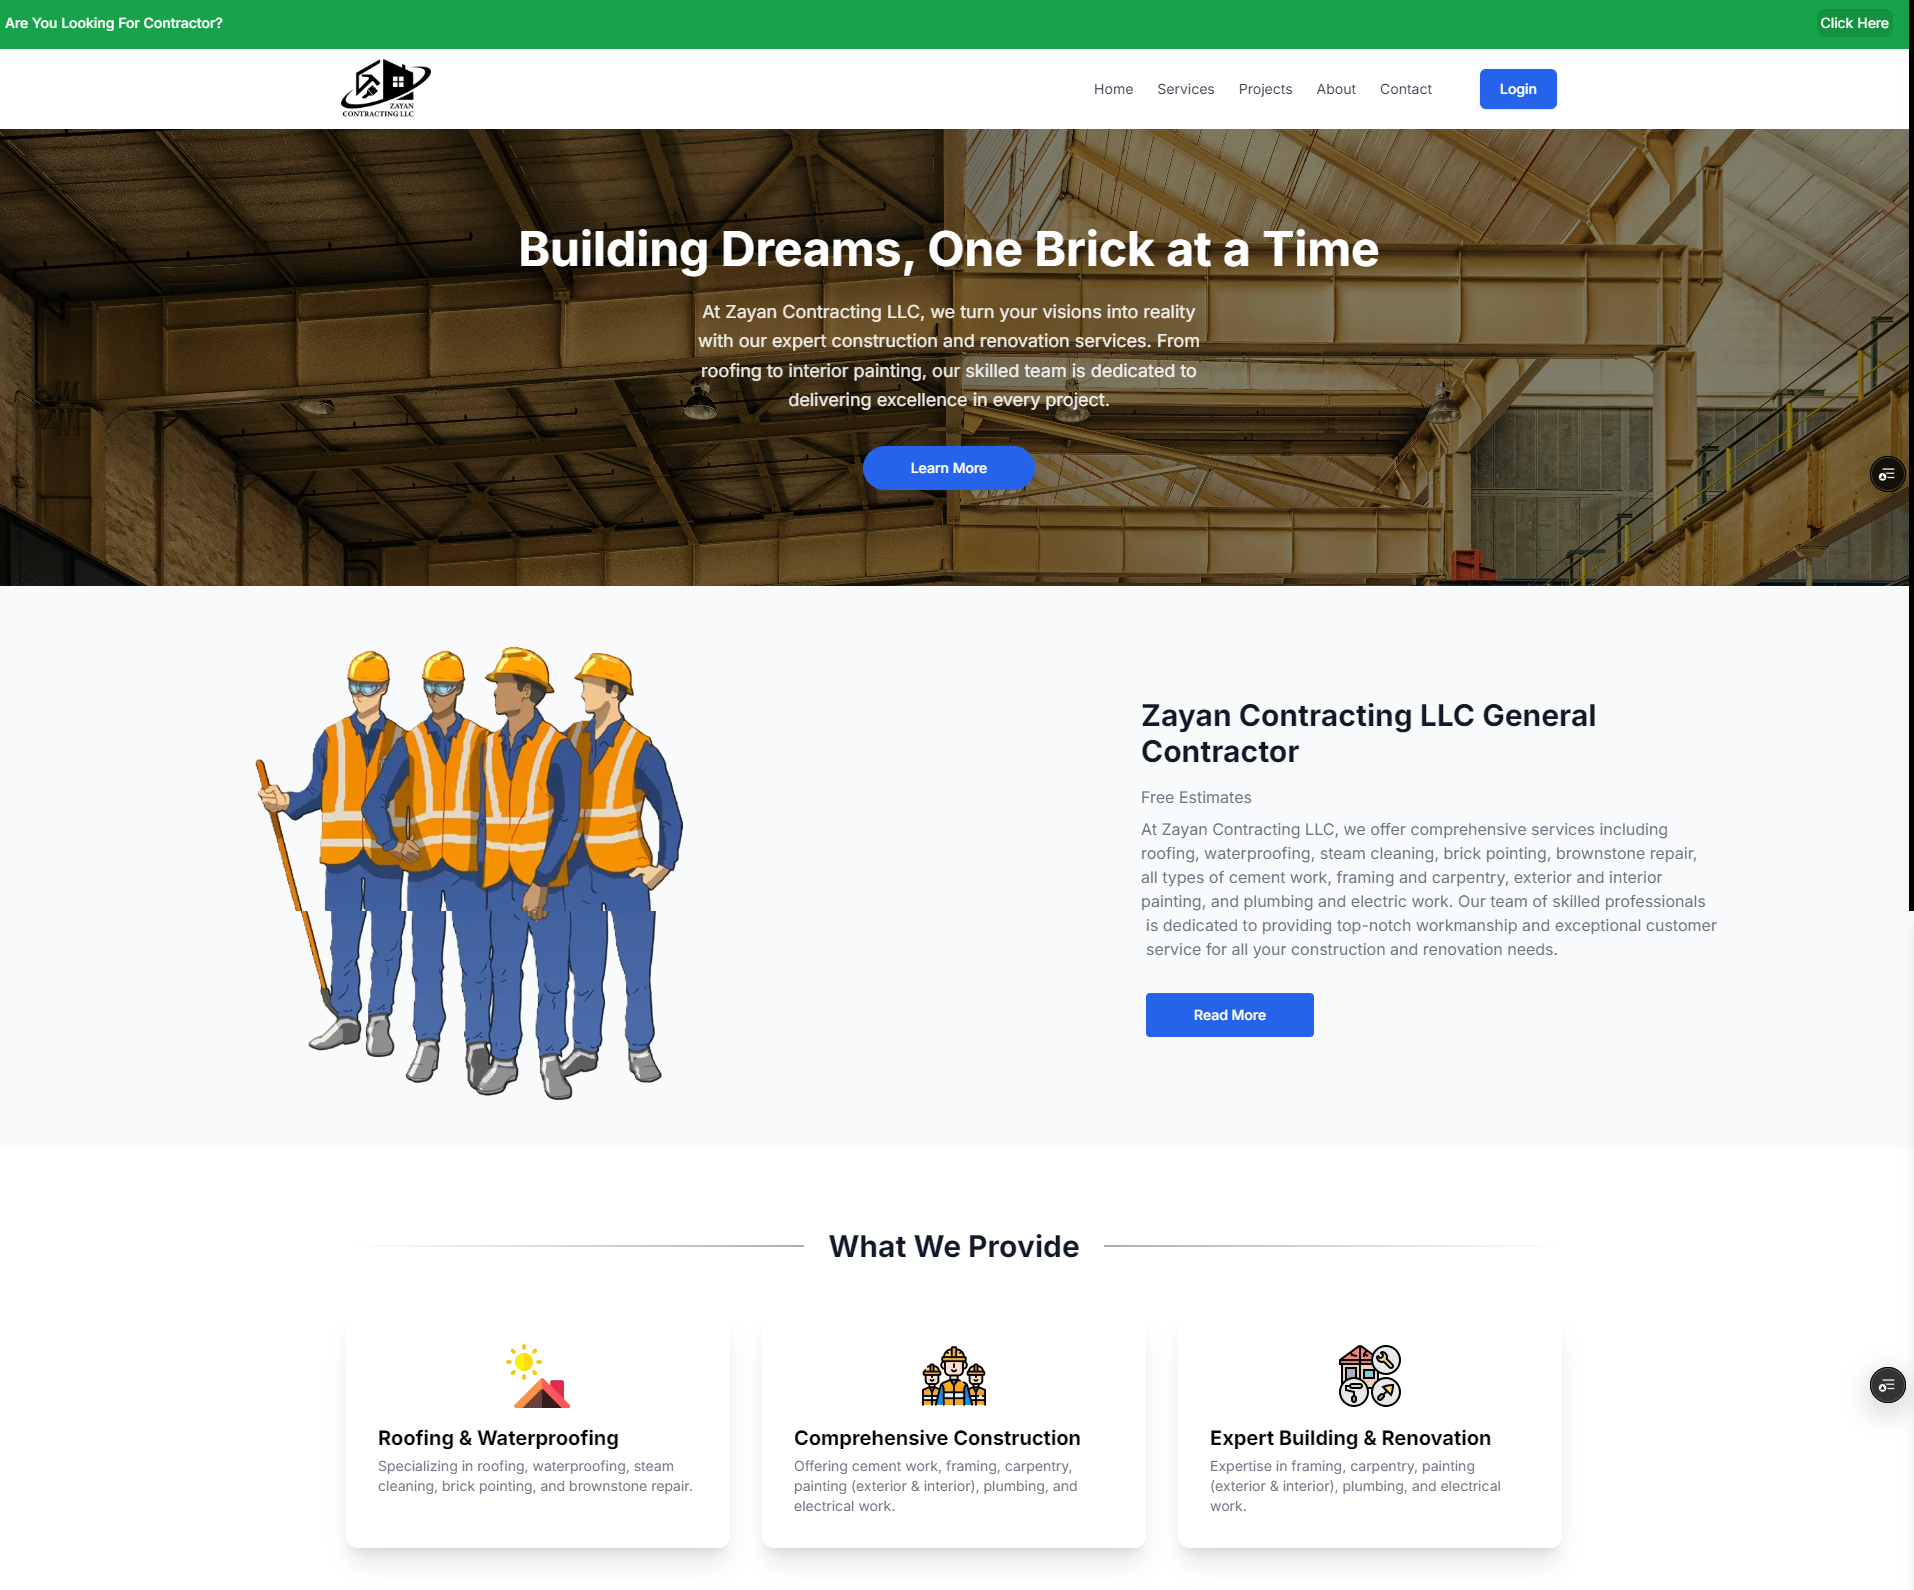 Are You Looking For Contractor?
Click Here
ZAYAN
CONTRACTING LLC
Home
Services
Projects
About
Contact
Login
Building Dreams, One Brick at a Time
At Zayan Contracting LLC, we turn your visions into reality
with our expert construction and renovation services. From
roofing to interior painting, our skilled team is dedicated to
delivering excellence in every project.
Learn More
Zayan Contracting LLC General
Contractor
Free Estimates
At Zayan Contracting LLC, we offer comprehensive services including
roofing, waterproofing, steam cleaning, brick pointing, brownstone repair,
all types of cement work, framing and carpentry, exterior and interior
painting, and plumbing and electric work. Our team of skilled professionals
is dedicated to providing top-notch workmanship and exceptional customer
service for all your construction and renovation needs.
Read More
What We Provide
Roofing & Waterproofing
Specializing in roofing, waterproofing, steam
cleaning, brick pointing, and brownstone repair.
Comprehensive Construction
Offering cement work, framing, carpentry,
painting (exterior & interior), plumbing, and
electrical work.
Expert Building & Renovation
Expertise in framing, carpentry, painting
(exterior & interior), plumbing, and electrical
work.